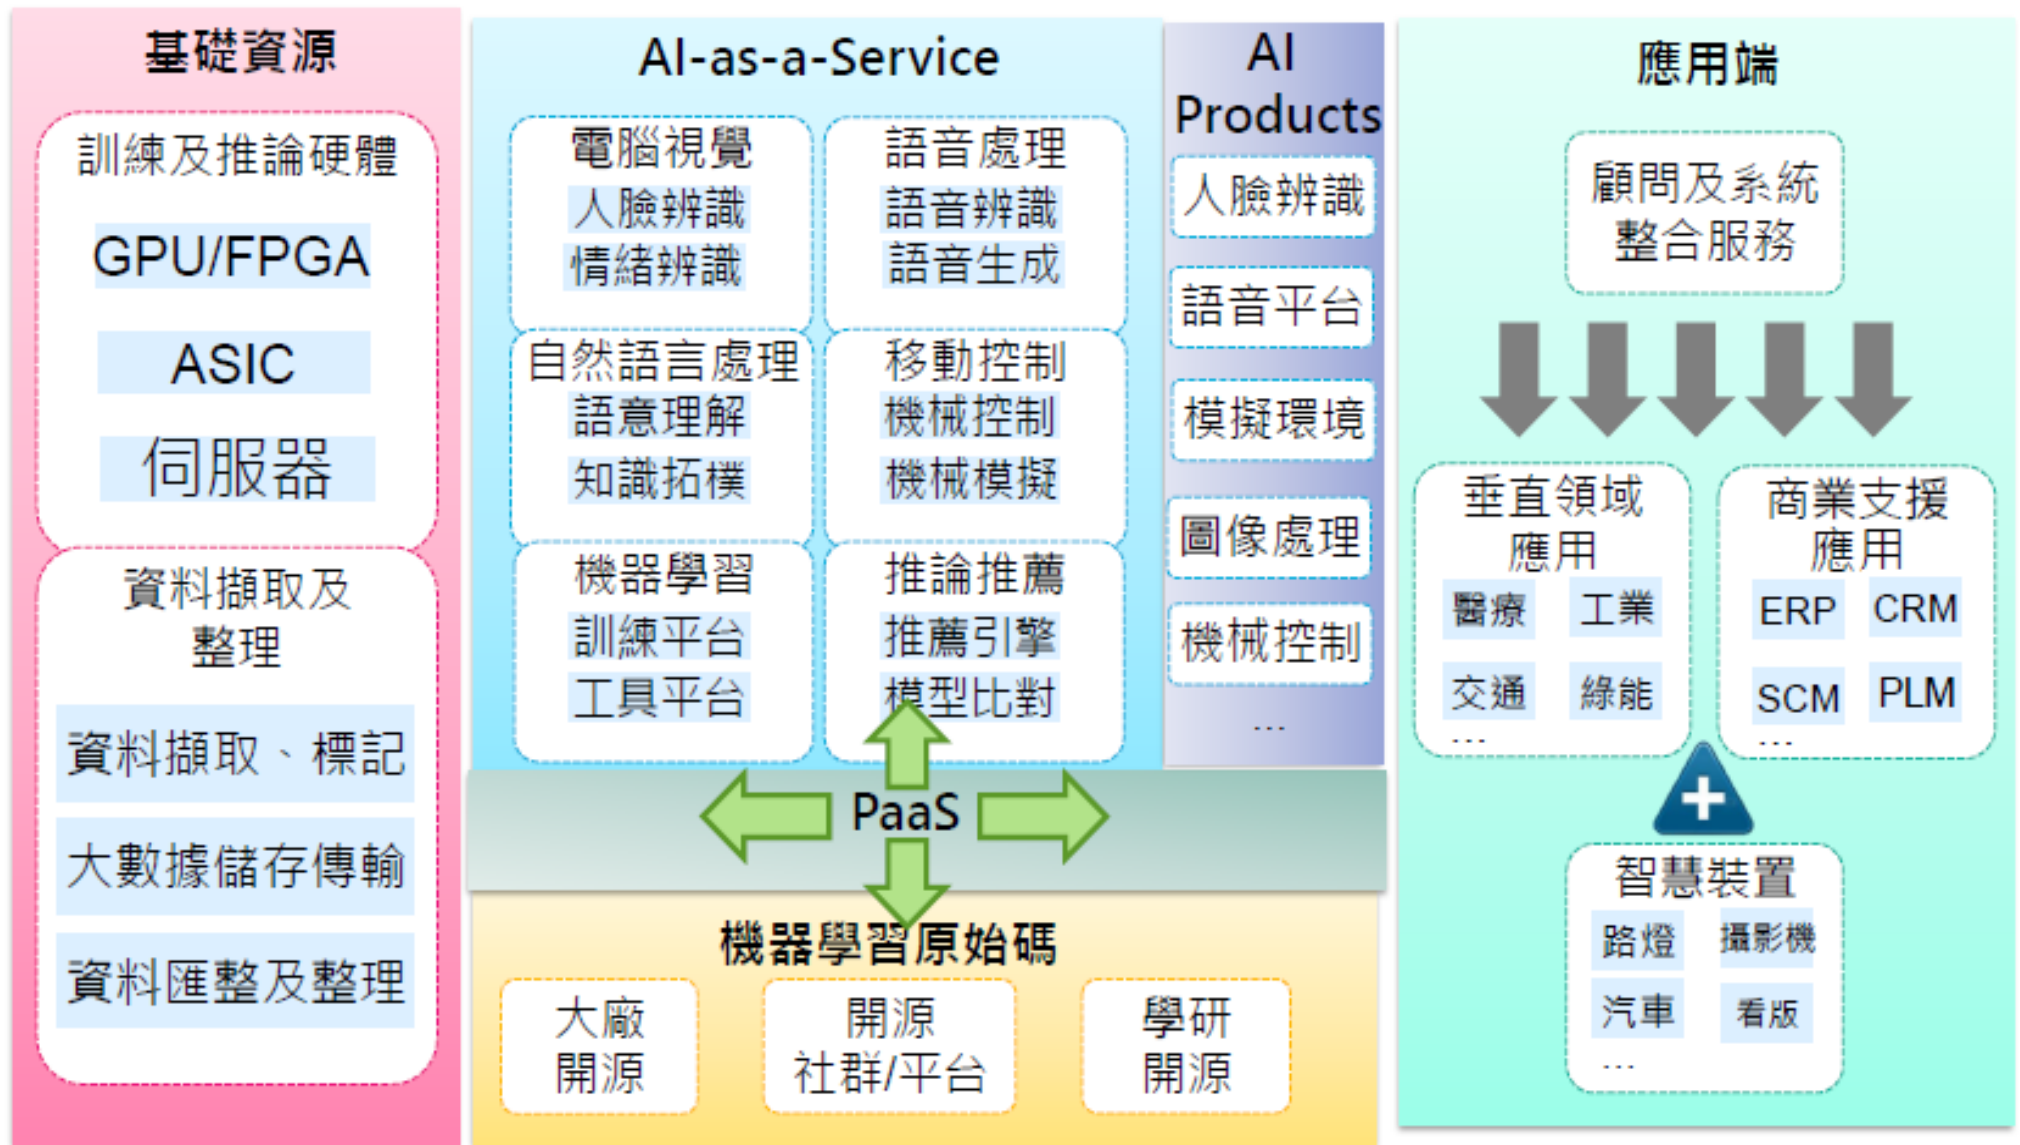 基礎資源
訓練及推論硬體
GPU/FPGA
ASIC
伺服器
資料擷取及
整理
資料擷取、標記
大數據儲存傳輸
資料匯整及整理
AI-as-a-Service
電腦視覺
人臉辨識
情緒辨識
語音處理
語音辨識
語音生成
自然語言處理
語意理解
知識拓樸
移動控制
機械控制
機械模擬
機器學習
訓練平台
工具平台
推論推薦
推薦引擎
模型比對
AI
Products
人臉辨識
語音平台
模擬環境
圖像處理
機械控制
...
PaaS
機器學習原始碼
大廠
開源
開源
社群/平台
學研
開源
應用端
顧問及系統
整合服務
垂直領域
應用
醫療
工業
交通
綠能
...
商業支援
應用
ERP
CRM
SCM
PLM
...
智慧裝置
路燈
攝影機
汽車
看版
...